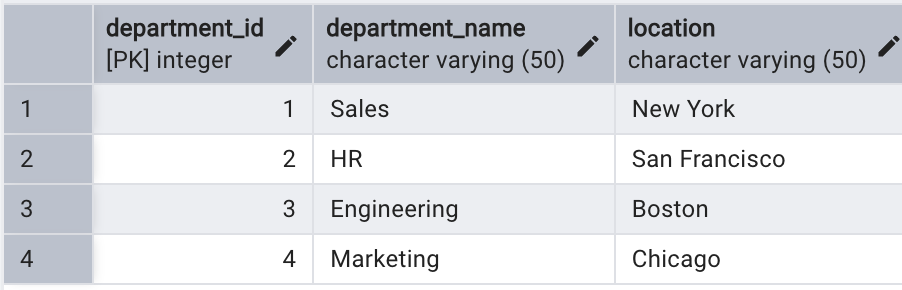 department_id department_name location
[PK] integer character varying (50) character varying (50)
1 1 Sales New York
2 2 HR San Francisco
3 3 Engineering Boston
4 4 Marketing Chicago